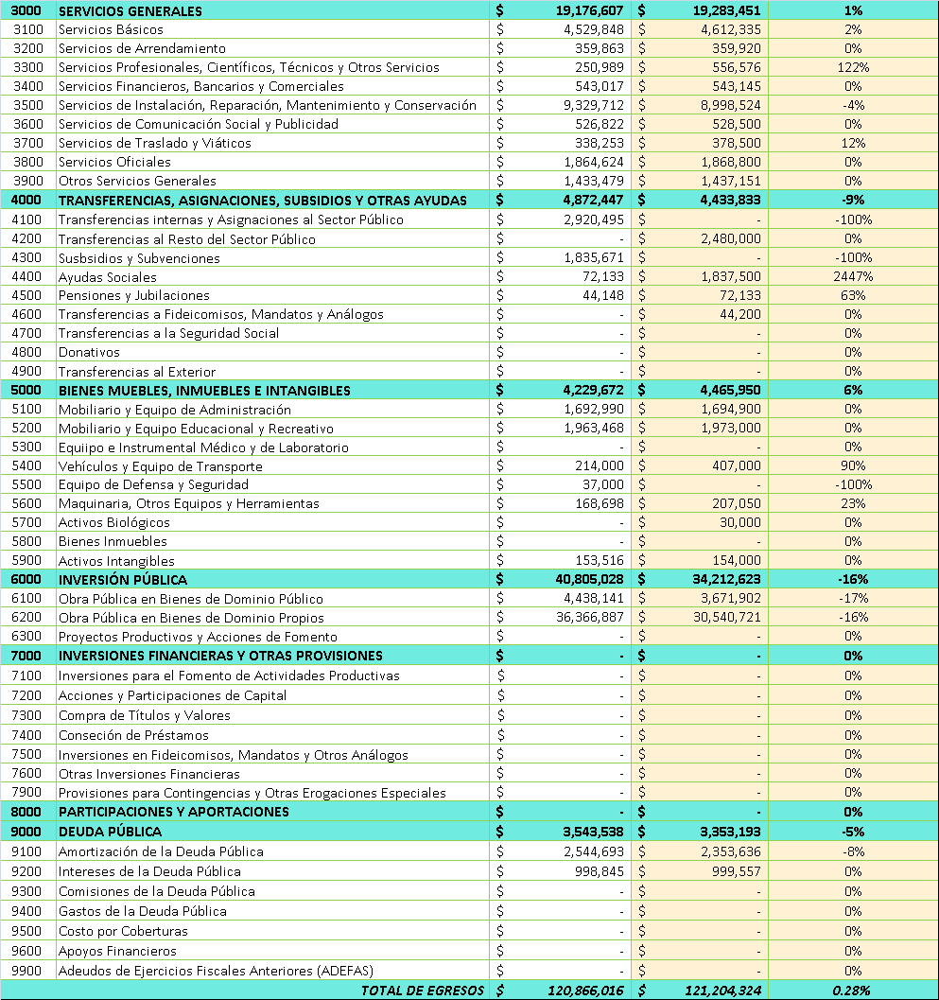 3000 SERVICIOS GENERALES $ 19,176,607 $ 19,283,451 1%
3100 Servicios Básicos $ 4,529,848 $ 4,612,335 2%
3200 Servicios de Arrendamiento $ 359,863 $ 359,920 0%
3300 Servicios Profesionales, Científicos, Técnicos y Otros Servicios $ 250,989 $ 556,576 122%
3400 Servicios Financieros, Bancarios y Comerciales $ 543,017 $ 543,145 0%
3500 Servicios de Instalación, Reparación, Mantenimiento y Conservación $ 9,329,712 $ 8,998,524 -4%
3600 Servicios de Comunicación Social y Publicidad $ 526,822 $ 528,500 0%
3700 Servicios de Traslado y Viáticos $ 338,253 $ 378,500 12%
3800 Servicios Oficiales $ 1,864,624 $ 1,868,800 0%
3900 Otros Servicios Generales $ 1,433,479 $ 1,437,151 0%
4000 TRANSFERENCIAS, ASIGNACIONES, SUBSIDIOS Y OTRAS AYUDAS $ 4,872,447 $ 4,433,833 -9%
4100 Transferencias internas y Asignaciones al Sector Público $ 2,920,495 $ - -100%
4200 Transferencias al Resto del Sector Público $ - $ 2,480,000 0%
4300 Susbsidios y Subvenciones $ 1,835,671 $ - -100%
4400 Ayudas Sociales $ 72,133 $ 1,837,500 2447%
4500 Pensiones y Jubilaciones $ 44,148 $ 72,133 63%
4600 Transferencias a Fideicomisos, Mandatos y Análogos $ - $ 44,200 0%
4700 Transferencias a la Seguridad Social $ - $ - 0%
4800 Donativos $ - $ - 0%
4900 Transferencias al Exterior $ - $ - 0%
5000 BIENES MUEBLES, INMUEBLES E INTANGIBLES $ 4,229,672 $ 4,465,950 6%
5100 Mobiliario y Equipo de Administración $ 1,692,990 $ 1,694,900 0%
5200 Mobiliario y Equipo Educacional y Recreativo $ 1,963,468 $ 1,973,000 0%
5300 Equiipo e Instrumental Médico y de Laboratorio $ - $ - 0%
5400 Vehículos y Equipo de Transporte $ 214,000 $ 407,000 90%
5500 Equipo de Defensa y Seguridad $ 37,000 $ - -100%
5600 Maquinaria, Otros Equipos y Herramientas $ 168,698 $ 207,050 23%
5700 Activos Biológicos $ - $ 30,000 0%
5800 Bienes Inmuebles $ - $ - 0%
5900 Activos Intangibles $ 153,516 $ 154,000 0%
6000 INVERSIÓN PÚBLICA $ 40,805,028 $ 34,212,623 -16%
6100 Obra Pública en Bienes de Dominio Público $ 4,438,141 $ 3,671,902 -17%
6200 Obra Pública en Bienes de Dominio Propios $ 36,366,887 $ 30,540,721 -16%
6300 Proyectos Productivos y Acciones de Fomento $ - $ - 0%
7000 INVERSIONES FINANCIERAS Y OTRAS PROVISIONES $ - $ - 0%
7100 Inversiones para el Fomento de Actividades Productivas $ - $ - 0%
7200 Acciones y Participaciones de Capital $ - $ - 0%
7300 Compra de Títulos y Valores $ - $ - 0%
7400 Conseción de Préstamos $ - $ - 0%
7500 Inversiones en Fideicomisos, Mandatos y Otros Análogos $ - $ - 0%
7600 Otras Inversiones Financieras $ - $ - 0%
7900 Provisiones para Contingencias y Otras Erogaciones Especiales $ - $ - 0%
8000 PARTICIPACIONES Y APORTACIONES $ - $ - 0%
9000 DEUDA PÚBLICA $ 3,543,538 $ 3,353,193 -5%
9100 Amortización de la Deuda Pública $ 2,544,693 $ 2,353,636 -8%
9200 Intereses de la Deuda Pública $ 998,845 $ 999,557 0%
9300 Comisiones de la Deuda Pública $ - $ - 0%
9400 Gastos de la Deuda Pública $ - $ - 0%
9500 Costo por Coberturas $ - $ - 0%
9600 Apoyos Financieros $ - $ - 0%
9900 Adeudos de Ejercicios Fiscales Anteriores (ADEFAS) $ - $ - 0%
TOTAL DE EGRESOS $ 120,866,016 $ 121,204,324 0.28%